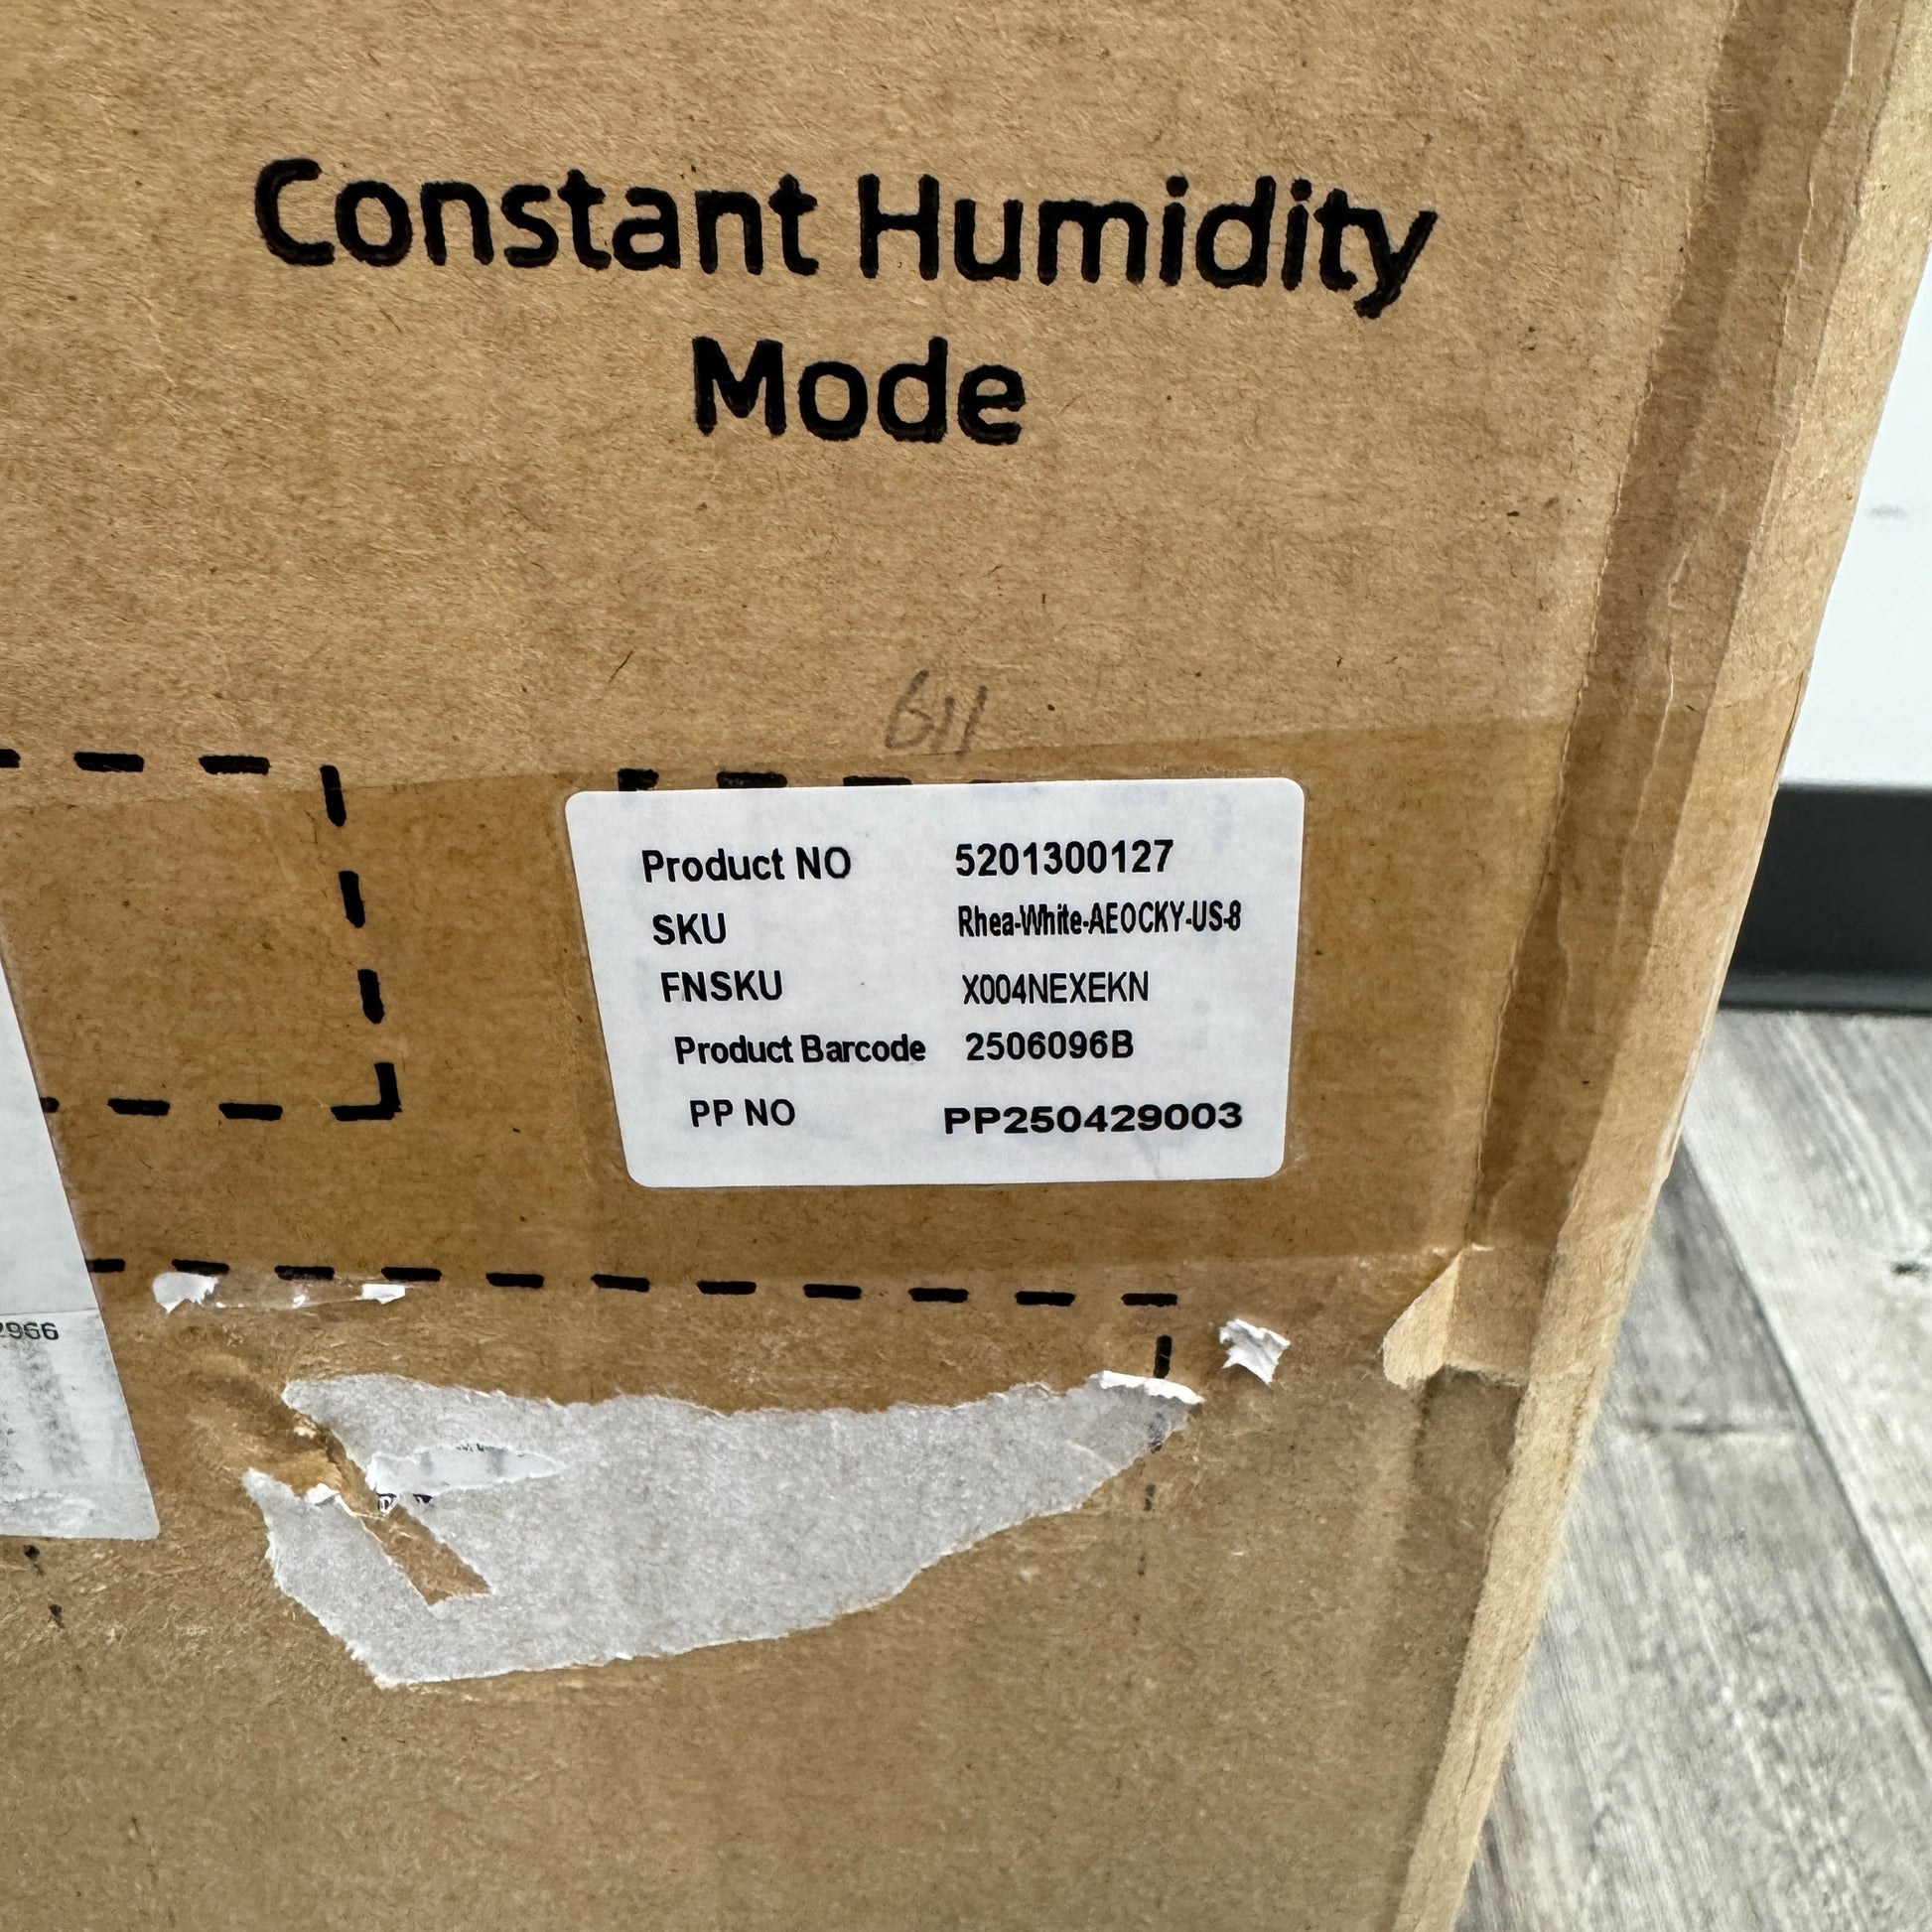 Constant Humidity
Mode
611
Product NO 5201300127
SKU Rhea-White-AEOCKY-US-8
FNSKU X004NEXEKN
Product Barcode 2506096B
PP NO PP250429003
2966